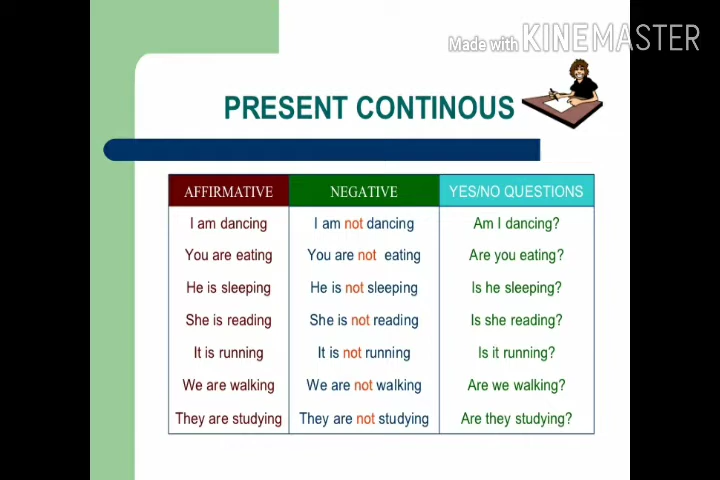 Made with KINEMASTER
PRESENT CONTINOUS
AFFIRMATIVE NEGATIVE YES/NO QUESTIONS
I am dancing I am not dancing Am I dancing?
You are eating You are not eating Are you eating?
He is sleeping He is not sleeping Is he sleeping?
She is reading She is not reading Is she reading?
It is running It is not running Is it running?
We are walking We are not walking Are we walking?
They are studying They are not studying Are they studying?